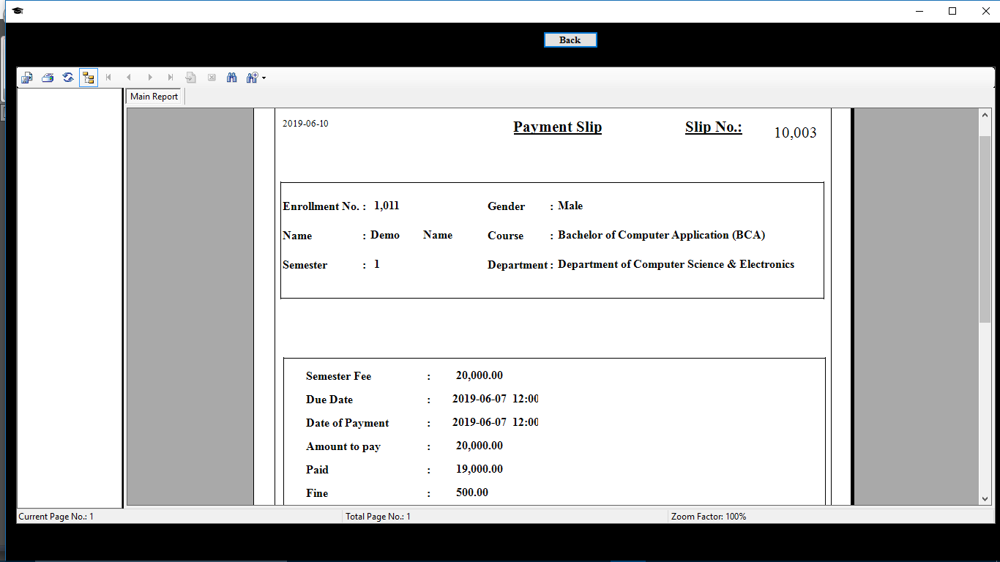 Back
Main Report
2019-06-10 Payment Slip Slip No.: 10,003
Enrollment No. : 1,011 Gender : Male
Name : Demo Name Course : Bachelor of Computer Application (BCA)
Semester : 1 Department : Department of Computer Science & Electronics
Semester Fee : 20,000.00
Due Date : 2019-06-07 12:00
Date of Payment : 2019-06-07 12:00
Amount to pay : 20,000.00
Paid : 19,000.00
Fine : 500.00
Current Page No.: 1 Total Page No.: 1 Zoom Factor: 100%